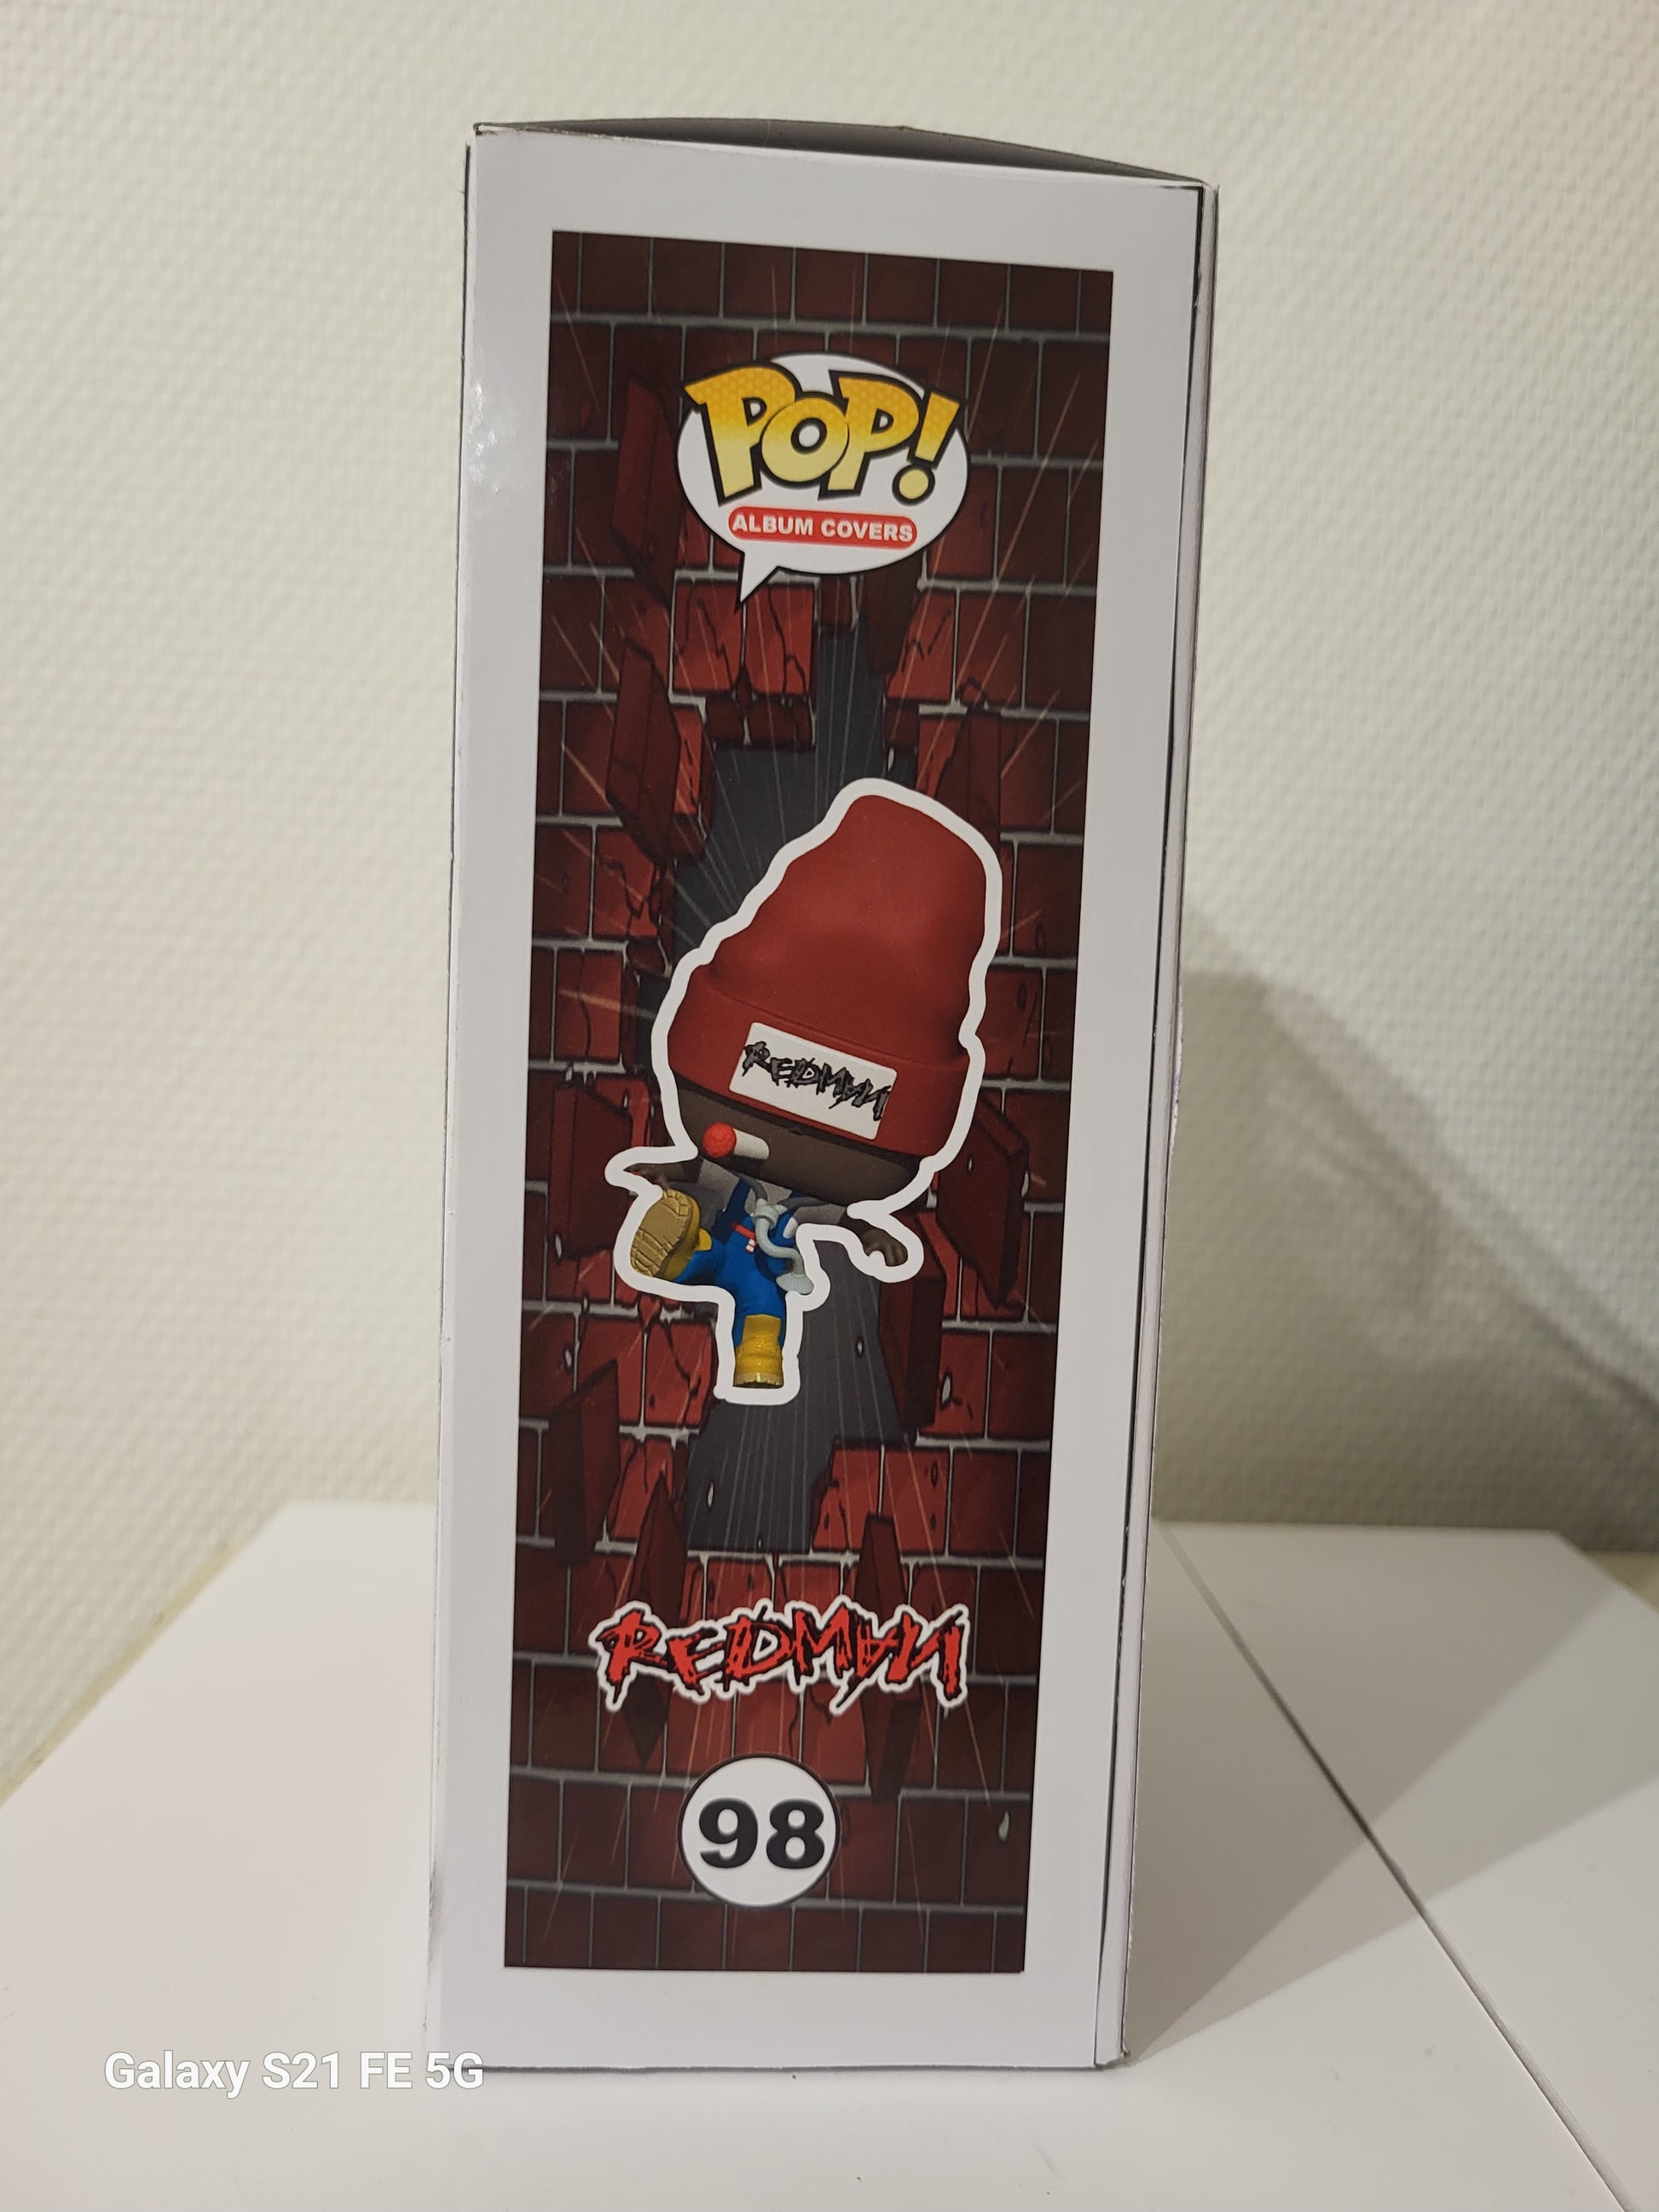 POP!
ALBUM COVERS
REDMAN
REDMAN
98
Galaxy S21 FE 5G